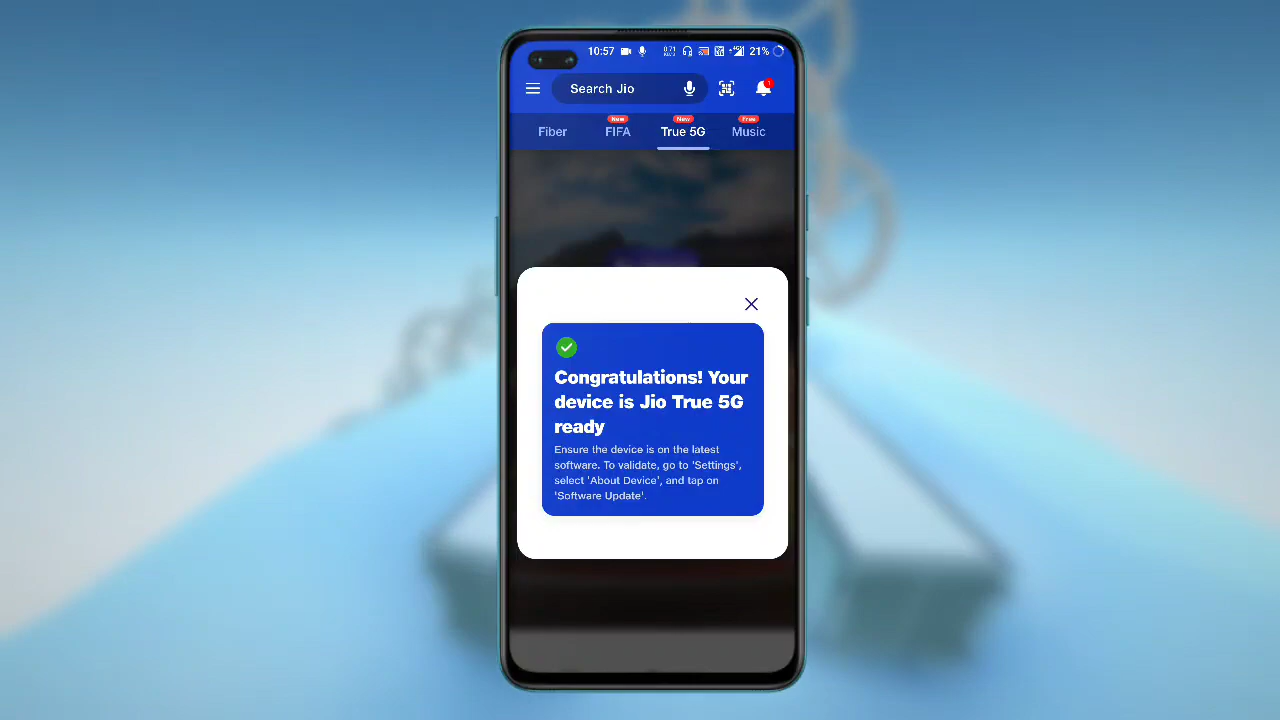 10:57 21%
Search Jio
1
New New Free
Fiber FIFA True 5G Music
Congratulations! Your
device is Jio True 5G
ready
Ensure the device is on the latest
software. To validate, go to 'Settings',
select 'About Device', and tap on
'Software Update'.